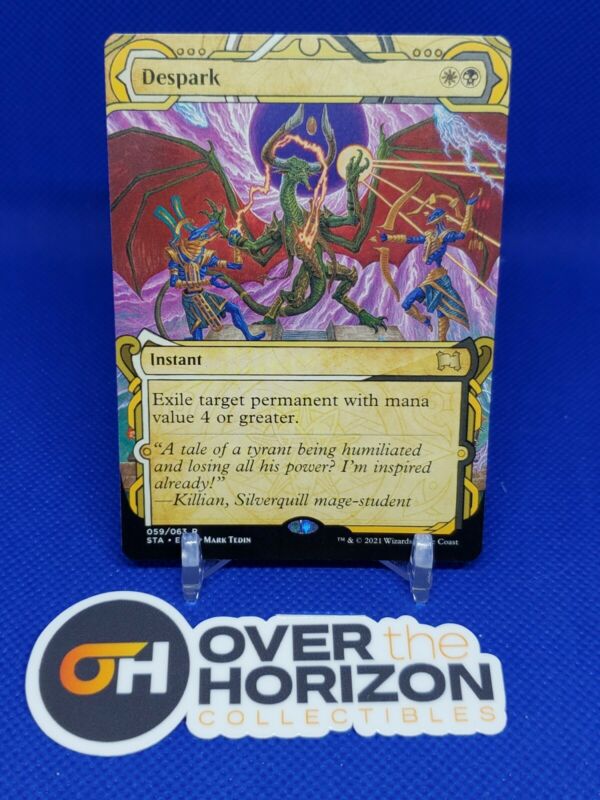 Despark
Instant
Exile target permanent with mana
value 4 or greater.
"A tale of a tyrant being humiliated
and losing all his power? I'm inspired
already!"
—Killian, Silverquill mage-student
059/063 R
STA • E MARK TEDIN
™ & © 2021 Wizards Coast
OH
OVER the
HORIZON
COLLECTIBLES